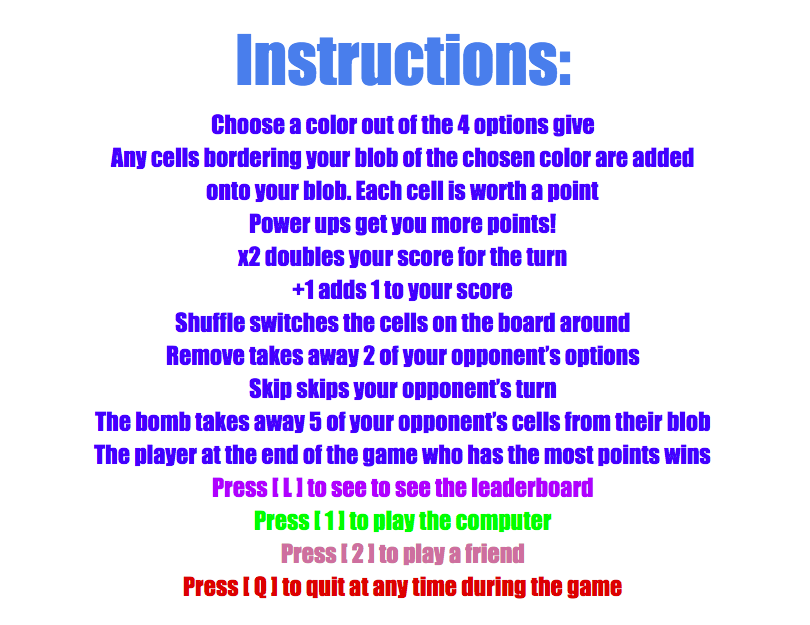 Instructions:
Choose a color out of the 4 options give
Any cells bordering your blob of the chosen color are added
onto your blob. Each cell is worth a point
Power ups get you more points!
x2 doubles your score for the turn
+1 adds 1 to your score
Shuffle switches the cells on the board around
Remove takes away 2 of your opponent's options
Skip skips your opponent's turn
The bomb takes away 5 of your opponent's cells from their blob
The player at the end of the game who has the most points wins
Press [ L ] to see to see the leaderboard
Press [ 1 ] to play the computer
Press [ 2 ] to play a friend
Press [ Q ] to quit at any time during the game